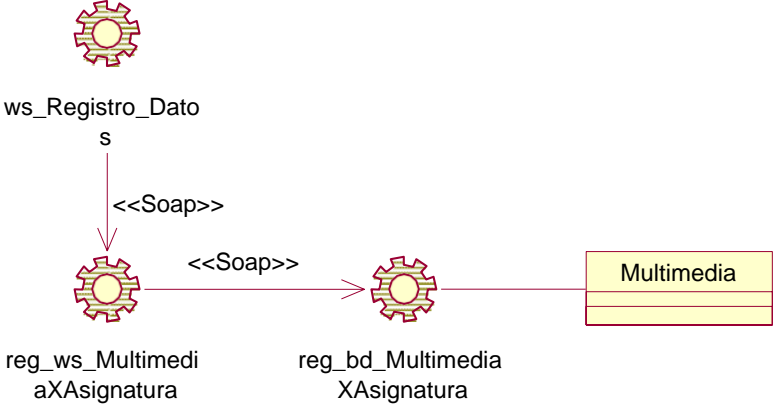 ws_Registro_Dato
s
<<Soap>>
<<Soap>>
Multimedia
reg_ws_Multimedi
aXAsignatura
reg_bd_Multimedia
XAsignatura